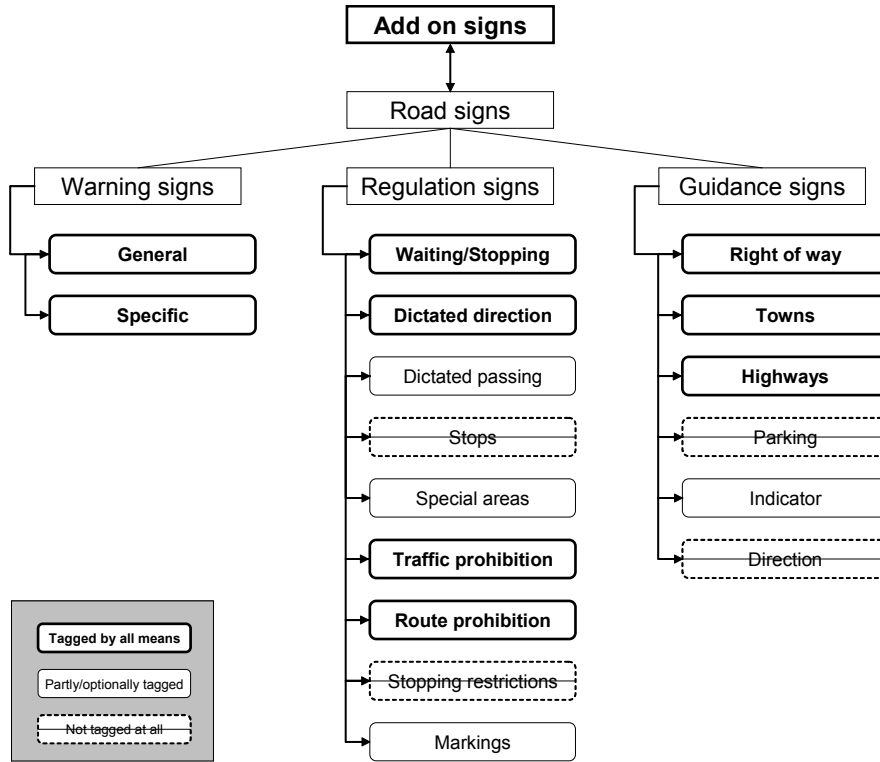 Add on signs
Road signs
Warning signs
Regulation signs
Guidance signs
General
Specific
Waiting/Stopping
Dictated direction
Dictated passing
Stops
Special areas
Traffic prohibition
Route prohibition
Stopping restrictions
Markings
Right of way
Towns
Highways
Parking
Indicator
Direction
Tagged by all means
Partly/optionally tagged
Not tagged at all